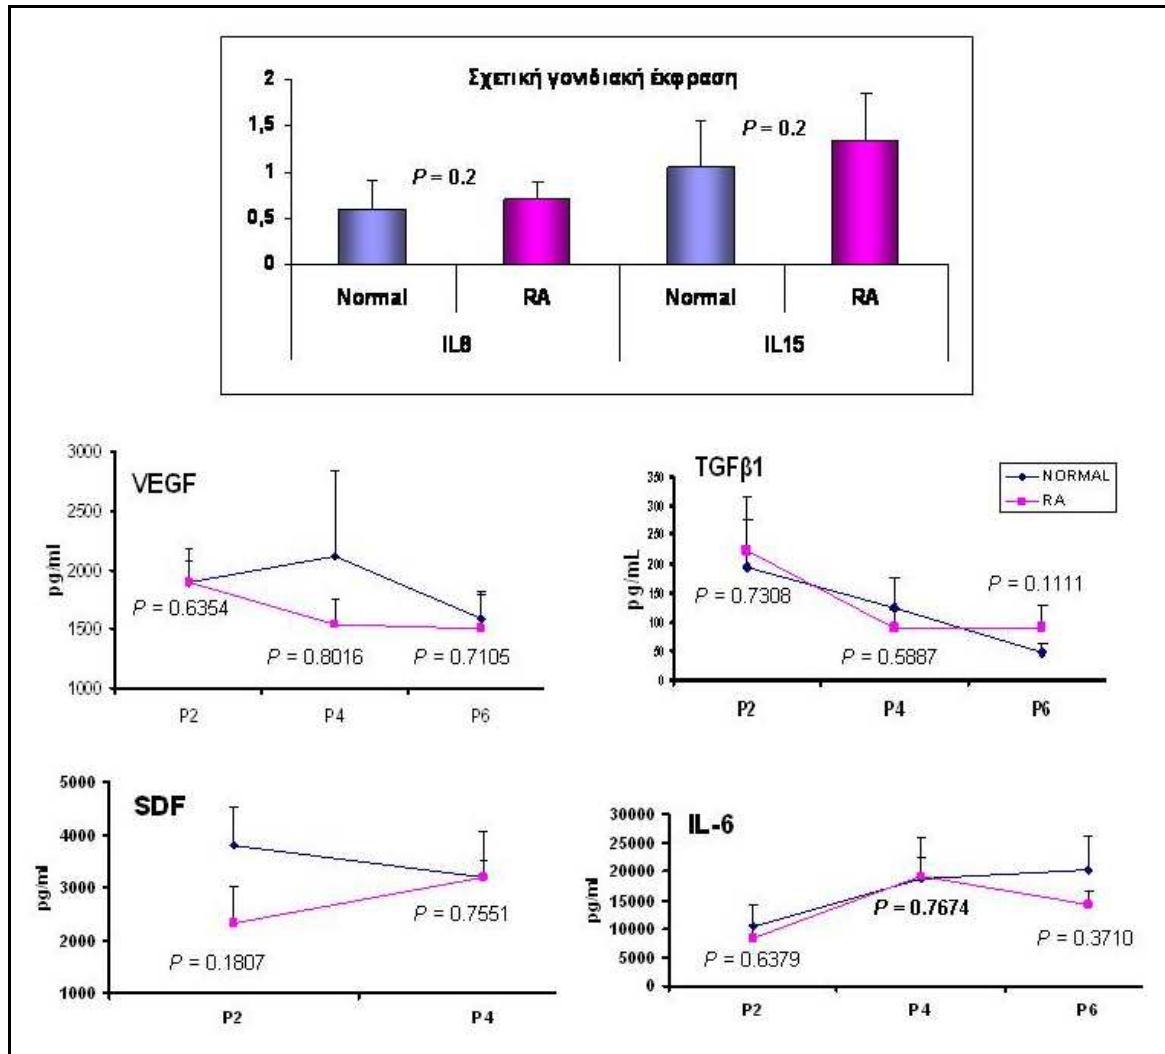 Σχετική γονιδιακή έκφραση
2
1,5
1
0,5
0
P = 0.2
P = 0.2
Normal RA Normal RA
IL8 IL15
VEGF
pg/ml
3000
2500
2000
1500
1000
P = 0.6354
P = 0.8016
P = 0.7105
P2 P4 P6
TGFβ1
NORMAL
RA
pg/mL
350
300
250
200
150
100
50
0
P = 0.7308
P = 0.5887
P = 0.1111
P2 P4 P6
SDF
pg/ml
5000
4000
3000
2000
1000
P = 0.1807
P = 0.7551
P2 P4
IL-6
pg/ml
30000
25000
20000
15000
10000
5000
0
P = 0.6379
P = 0.7674
P = 0.3710
P2 P4 P6